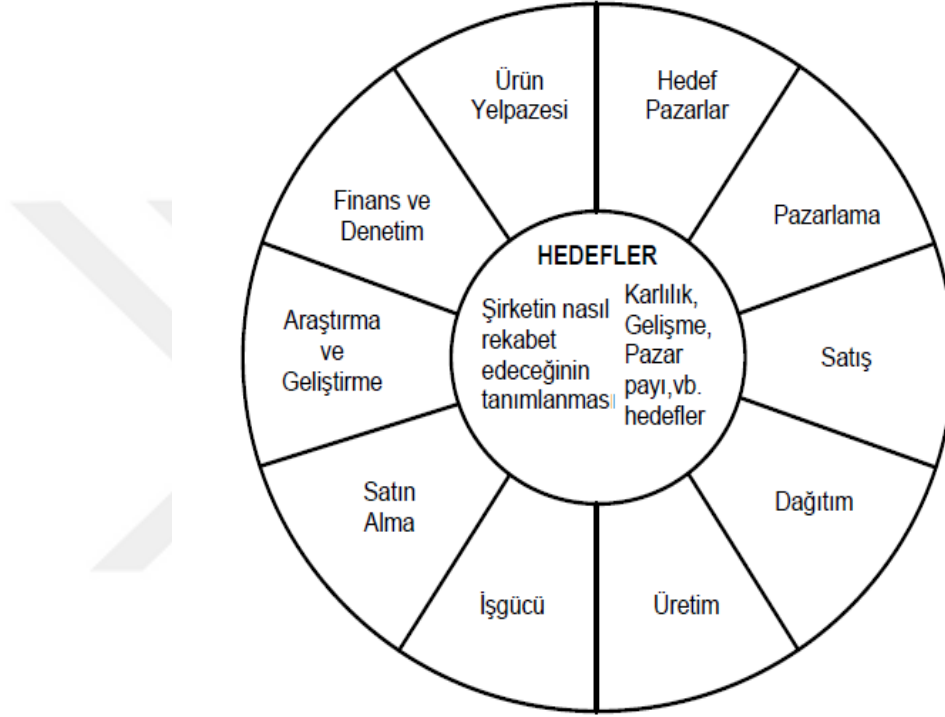 Ürün
Yelpazesi
Hedef
Pazarlar
Pazarlama
Satış
Dağıtım
Üretim
İşgücü
Satın
Alma
Araştırma
ve
Geliştirme
Finans ve
Denetim
HEDEFLER
Şirketin nasıl
rekabet
edeceğinin
tanımlanması
Karlılık,
Gelişme,
Pazar
payı,vb.
hedefler